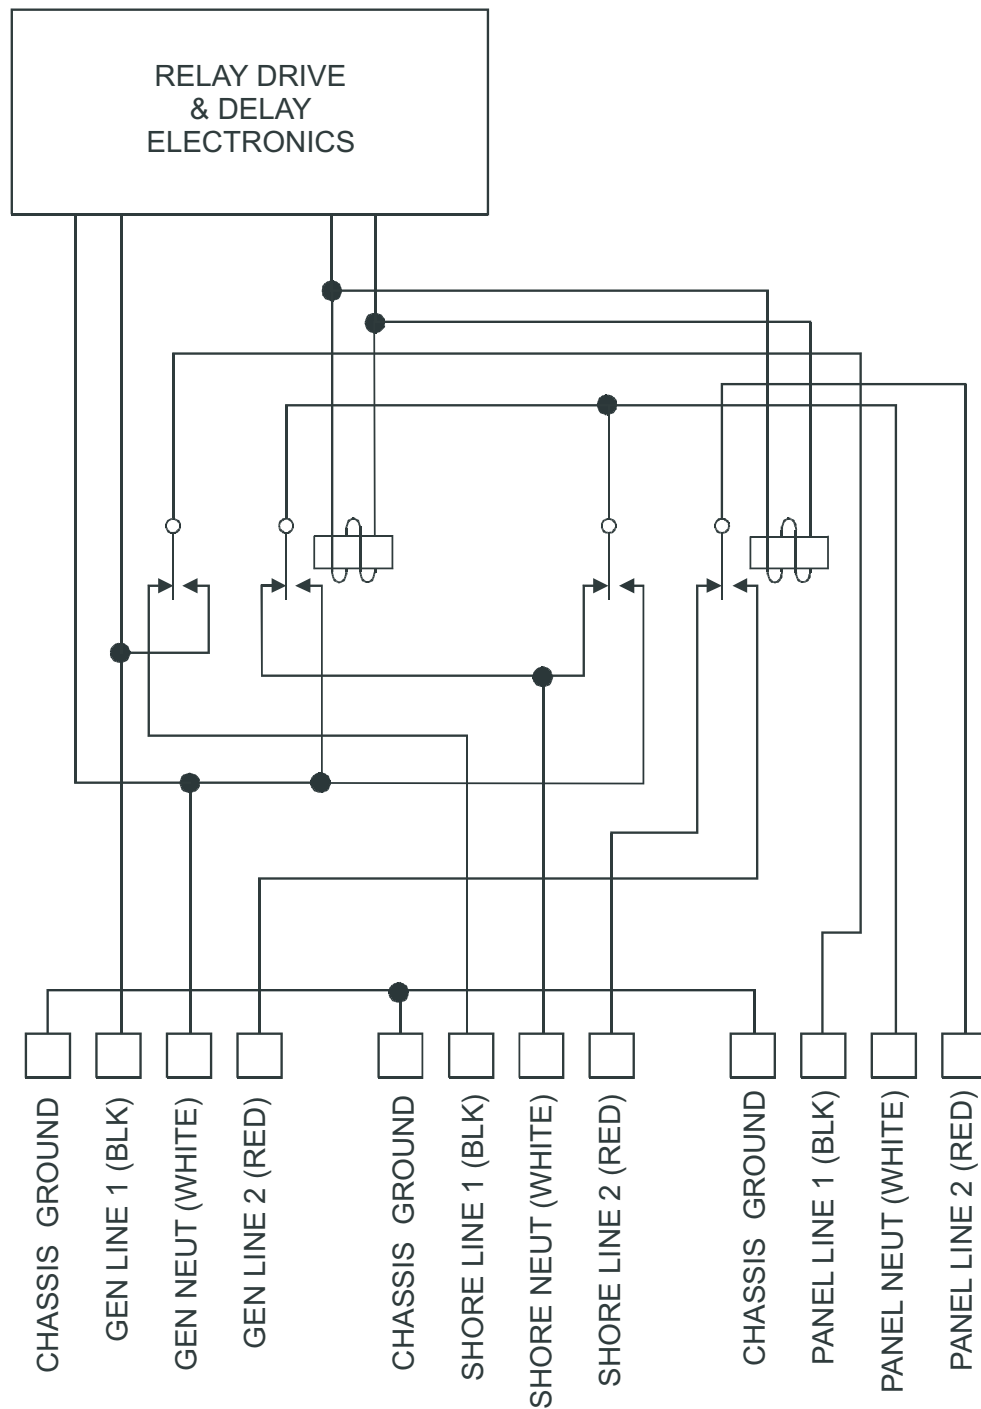 RELAY DRIVE
& DELAY
ELECTRONICS
CHASSIS GROUND
GEN LINE 1 (BLK)
GEN NEUT (WHITE)
GEN LINE 2 (RED)
CHASSIS GROUND
SHORE LINE 1 (BLK)
SHORE NEUT (WHITE)
SHORE LINE 2 (RED)
CHASSIS GROUND
PANEL LINE 1 (BLK)
PANEL NEUT (WHITE)
PANEL LINE 2 (RED)